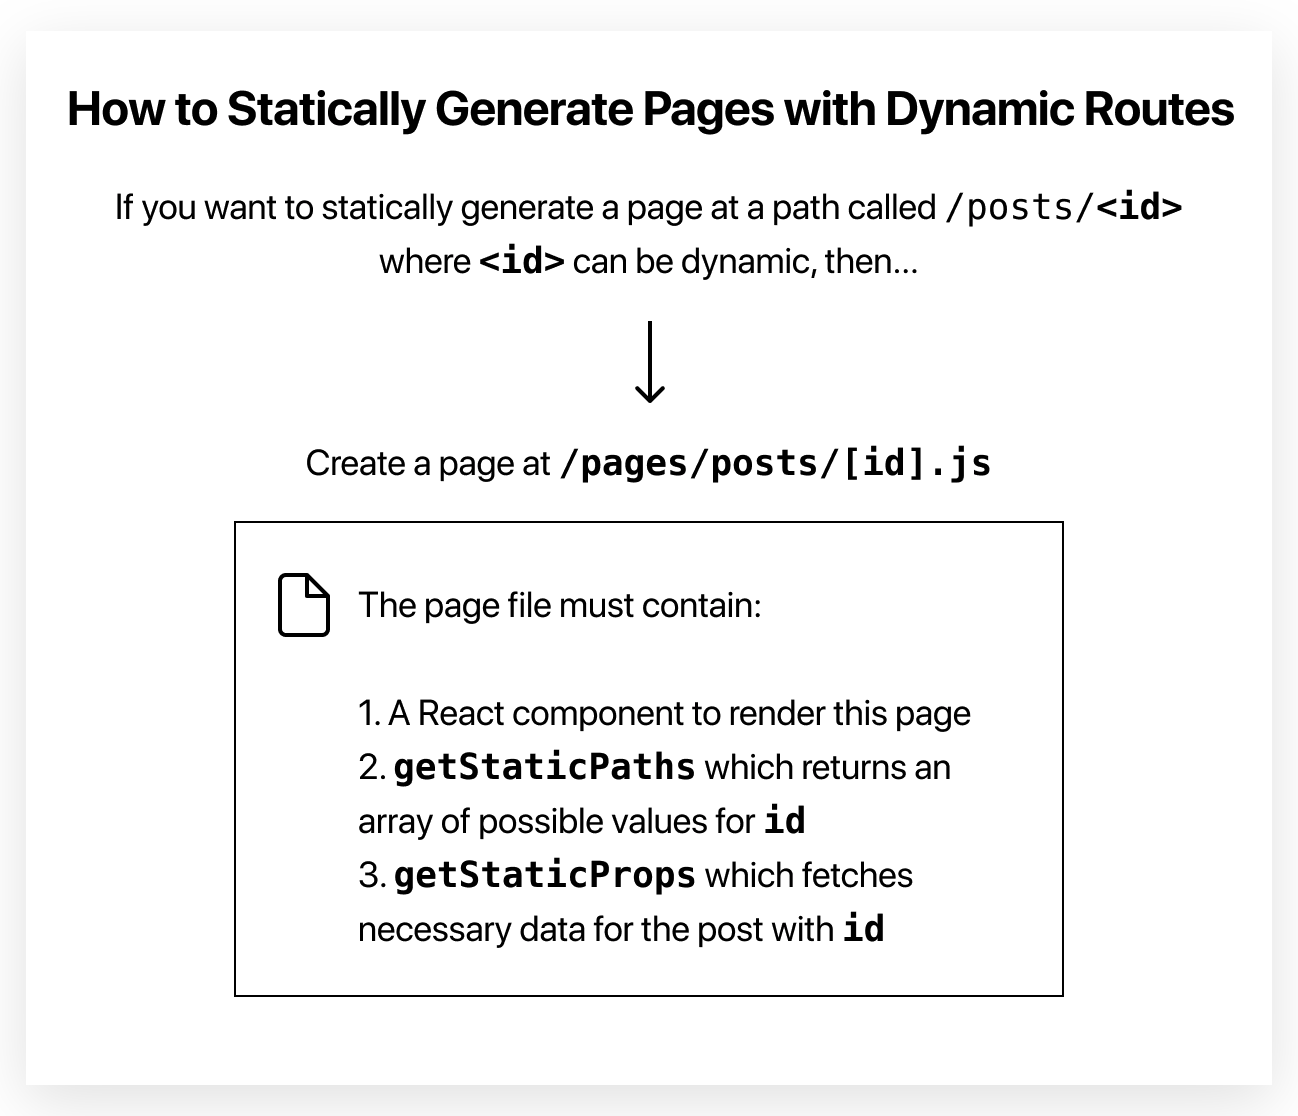 How to Statically Generate Pages with Dynamic Routes
If you want to statically generate a page at a path called /posts/<id>
where <id> can be dynamic, then...
Create a page at /pages/posts/[id].js
The page file must contain:
1. A React component to render this page
2. getStaticPaths which returns an
array of possible values for id
3. getStaticProps which fetches
necessary data for the post with id